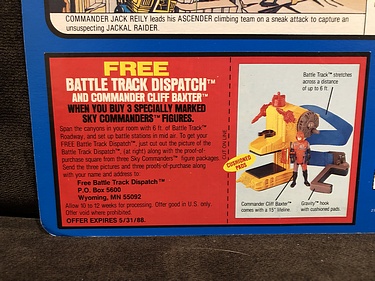 COMMANDER JACK REILY leads his ASCENDER climbing team on a sneak attack to capture an
unsuspecting JACKAL RAIDER.
FREE
BATTLE TRACK DISPATCH™
AND COMMANDER CLIFF BAXTER™
WHEN YOU BUY 3 SPECIALLY MARKED
SKY COMMANDERS™ FIGURES.
Span the canyons in your room with 6 ft. of Battle Track™
Roadway, and set up battle stations in mid air. To get your
FREE Battle Track Dispatch™, just cut out the picture of the
Battle Track Dispatch™, (at right) along with the proof-of-
purchase square from three Sky Commanders™ figure packages.
Send the three pictures and three proofs-of-purchase along
with your name and address to:
Free Battle Track Dispatch™
P.O. Box 5600
Wyoming, MN 55092
Allow 10 to 12 weeks for processing. Offer good in U.S. only.
Offer void where prohibited.
OFFER EXPIRES 5/31/88.
Battle Track™ stretches
across a distance
of up to 6 ft.
CUSHIONED
PADS
Commander Cliff Baxter™
comes with a 15" lifeline.
Gravity™ hook
with cushioned pads.